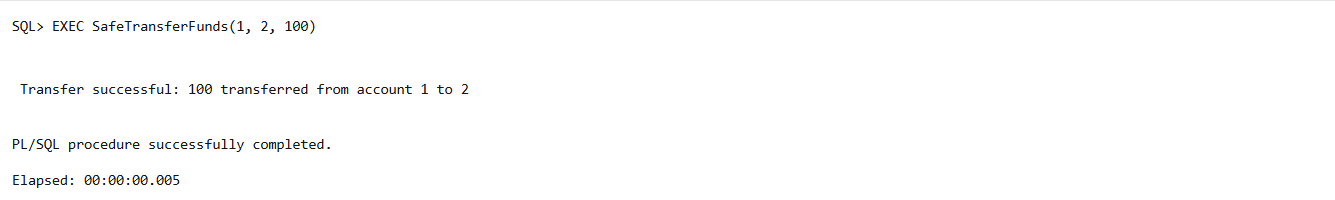 SQL> EXEC SafeTransferFunds(1, 2, 100)
Transfer successful: 100 transferred from account 1 to 2
PL/SQL procedure successfully completed.
Elapsed: 00:00:00.005